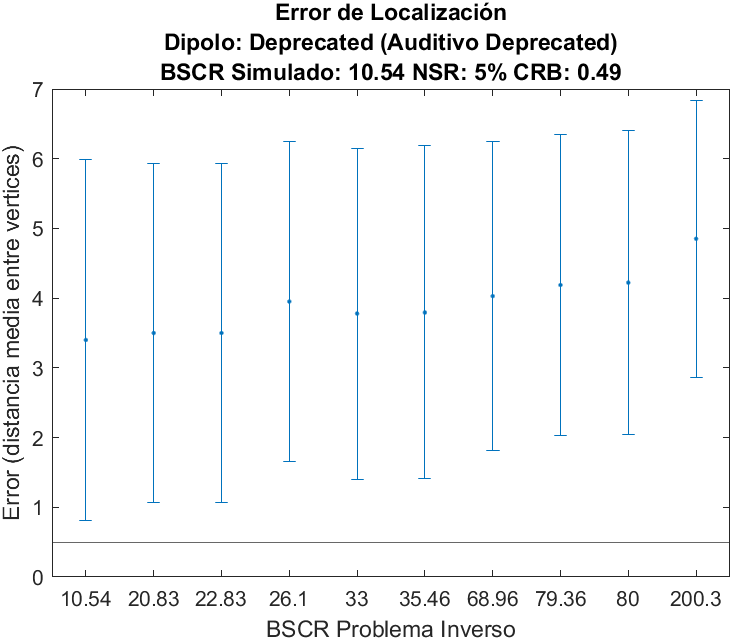 Error de Localización
Dipolo: Deprecated (Auditivo Deprecated)
BSCR Simulado: 10.54 NSR: 5% CRB: 0.49
Error (distancia media entre vertices)
7
6
5
4
3
2
1
0
10.54 20.83 22.83 26.1 33 35.46 68.96 79.36 80 200.3
BSCR Problema Inverso